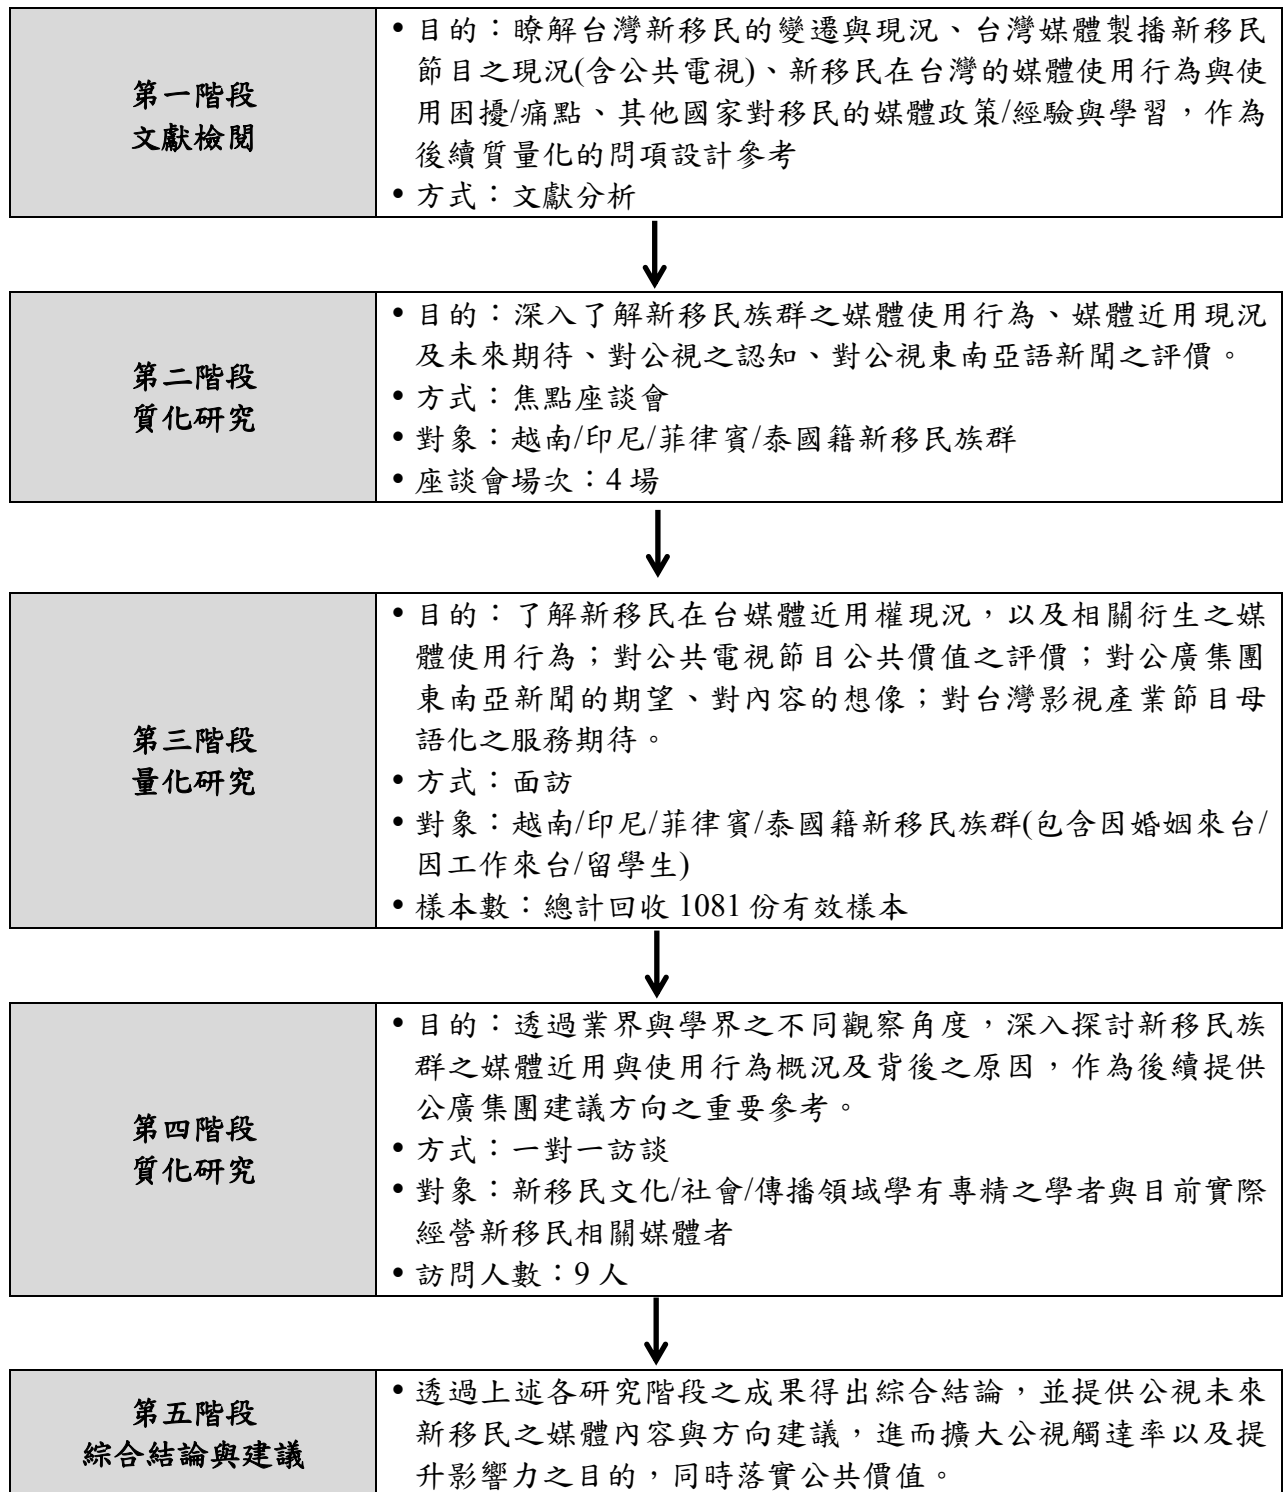 第一階段
文獻檢閱
•目的：瞭解台灣新移民的變遷與現況、台灣媒體製播新移民
節目之現況(含公共電視)、新移民在台灣的媒體使用行為與使
用困擾/痛點、其他國家對移民的媒體政策/經驗與學習，作為
後續質量化的問項設計參考
•方式：文獻分析
第二階段
質化研究
•目的：深入了解新移民族群之媒體使用行為、媒體近用現況
及未來期待、對公視之認知、對公視東南亞語新聞之評價。
•方式：焦點座談會
•對象：越南/印尼/菲律賓/泰國籍新移民族群
•座談會場次：4 場
第三階段
量化研究
•目的：了解新移民在台媒體近用權現況，以及相關衍生之媒
體使用行為；對公共電視節目公共價值之評價；對公廣集團
東南亞新聞的期望、對內容的想像；對台灣影視產業節目母
語化之服務期待。
•方式：面訪
•對象：越南/印尼/菲律賓/泰國籍新移民族群(包含因婚姻來台/
因工作來台/留學生)
•樣本數：總計回收 1081 份有效樣本
第四階段
質化研究
•目的：透過業界與學界之不同觀察角度，深入探討新移民族
群之媒體近用與使用行為概況及背後之原因，作為後續提供
公廣集團建議方向之重要參考。
•方式：一對一訪談
•對象：新移民文化/社會/傳播領域學有專精之學者與目前實際
經營新移民相關媒體者
•訪問人數：9 人
第五階段
綜合結論與建議
•透過上述各研究階段之成果得出綜合結論，並提供公視未來
新移民之媒體內容與方向建議，進而擴大公視觸達率以及提
升影響力之目的，同時落實公共價值。